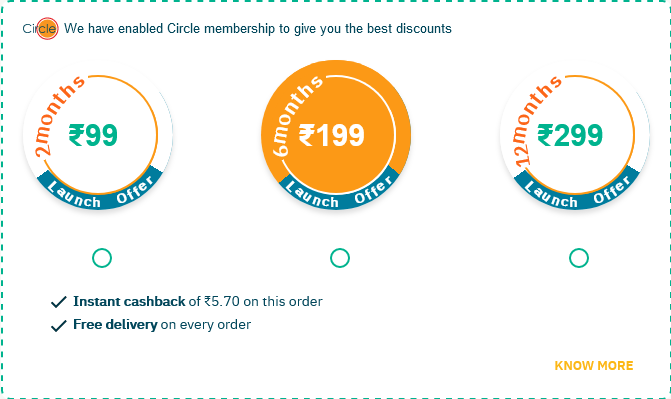 Circle We have enabled Circle membership to give you the best discounts
2months
₹99
Launch Offer
6months
₹199
Launch Offer
12months
₹299
Launch Offer
Instant cashback of ₹5.70 on this order
Free delivery on every order
KNOW MORE